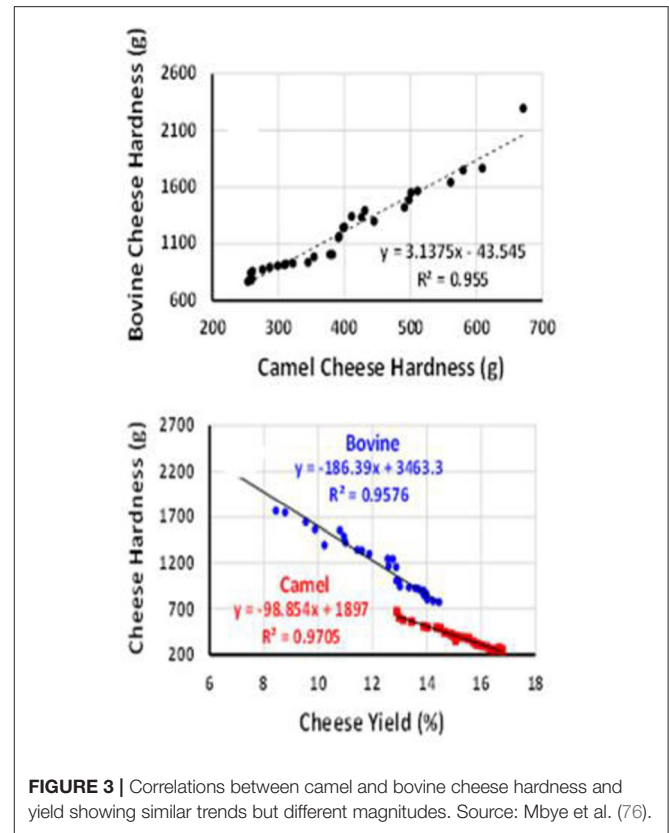 Bovine Cheese Hardness (g)
2600
2100
1600
1100
600
y = 3.1375x - 43.545
R² = 0.955
200 300 400 500 600 700
Camel Cheese Hardness (g)
Cheese Hardness (g)
2700
2200
1700
1200
700
200
Bovine
y = -186.39x + 3463.3
R² = 0.9576
Camel
y = -98.854x + 1897
R² = 0.9705
6 8 10 12 14 16 18
Cheese Yield (%)
FIGURE 3 | Correlations between camel and bovine cheese hardness and
yield showing similar trends but different magnitudes. Source: Mbye et al. (76).